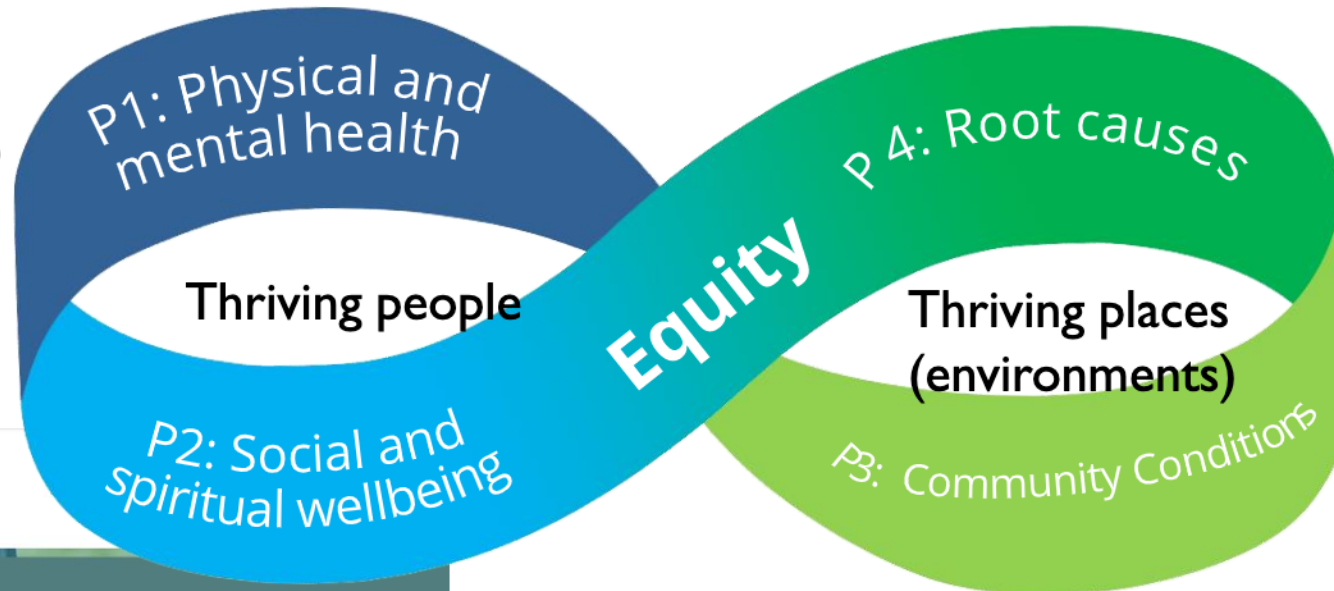 P1: Physical and
mental health
Thriving people
P2: Social and
spiritual wellbeing
Equity
P 4: Root causes
Thriving places
(environments)
P3: Community Conditions